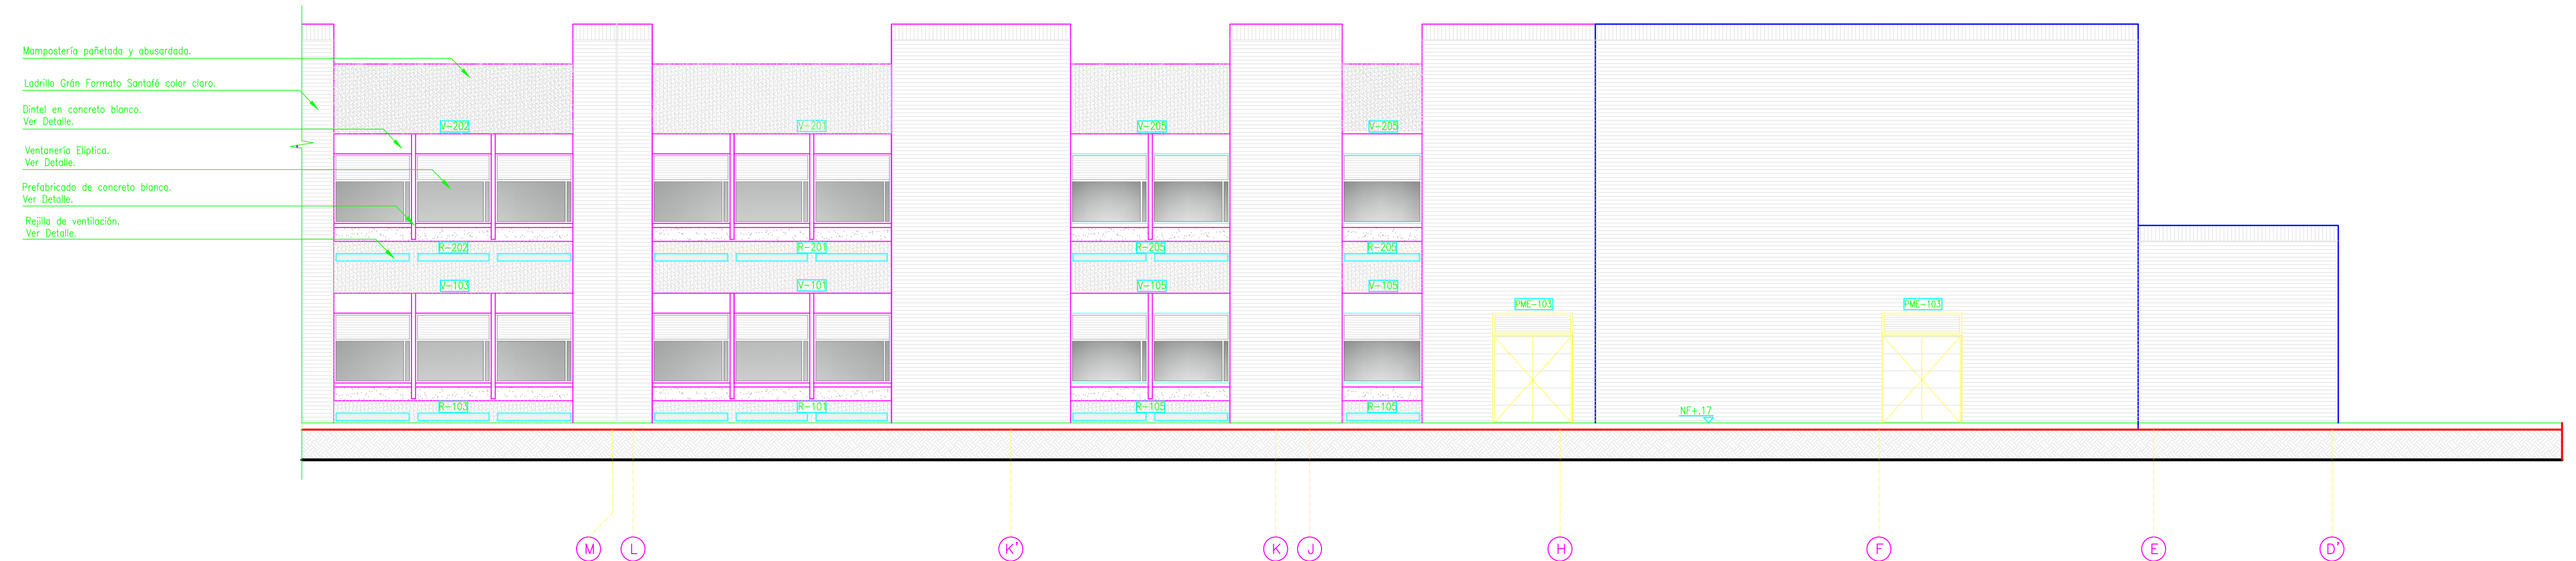 Mampostería pañetada y abusardada.
Ladrillo Grán Formato Santafé color claro.
Dintel en concreto blanco.
Ver Detalle.
Ventanería Elíptica.
Ver Detalle.
Prefabricado de concreto blanco.
Ver Detalle.
Rejilla de ventilación.
Ver Detalle.
V-202
V-201
V-205
V-205
R-202
R-201
R-205
R-205
V-103
V-101
V-105
V-105
PME-103
PME-103
R-103
R-101
R-105
R-105
NF+.17
M
L
K'
K
J
H
F
E
D'